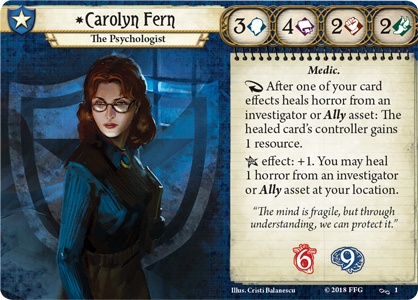 Carolyn Fern
The Psychologist
3 4 2 2
Medic.
After one of your card
effects heals horror from an
investigator or Ally asset: The
healed card's controller gains
1 resource.
effect: +1. You may heal
1 horror from an investigator
or Ally asset at your location.
"The mind is fragile, but through
understanding, we can protect it."
6 9
Illus. Cristi Balanescu
© 2018 FFG
1